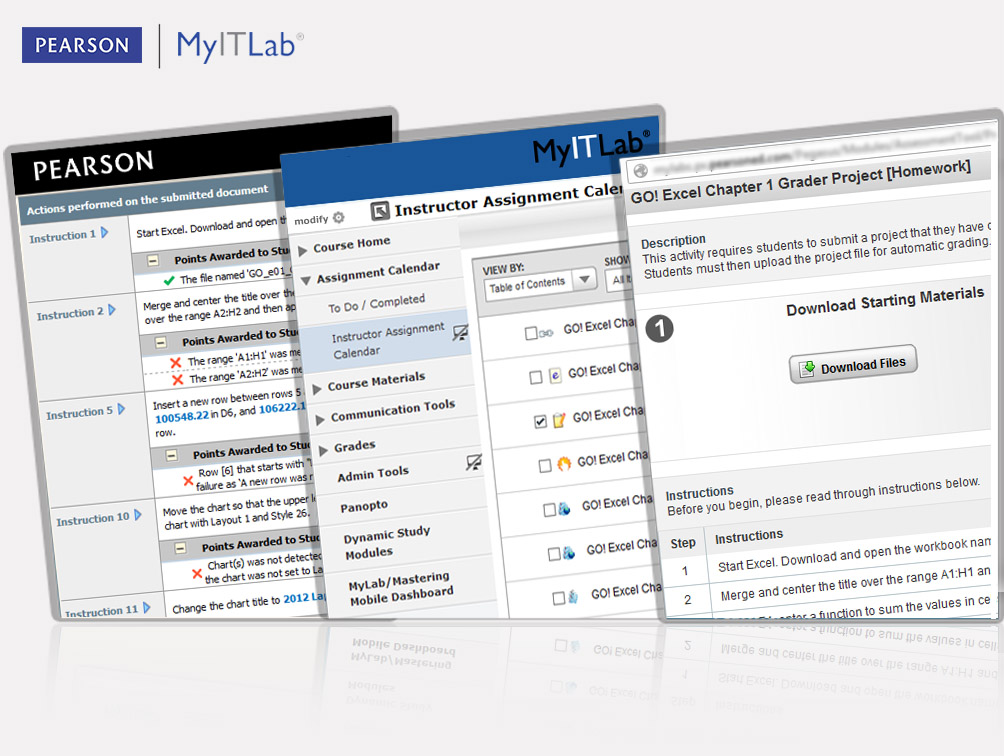 PEARSON
MyITLab®
PEARSON
Actions performed on the submitted document
Instruction 1
Start Excel. Download and open th
Points Awarded to Stud
The file named 'GO_e01_
Instruction 2
Merge and center the title over the
over the range A2:H2 and then ap
Points Awarded to Stu
The range 'A1:H1' was me
The range 'A2:H2' was me
Instruction 5
Insert a new row between rows 5
100548.22 in D6, and 106222.1
row.
Points Awarded to Stu
Row [6] that starts with
failure as 'A new row was
Instruction 10
Move the chart so that the upper l
chart with Layout 1 and Style 26.
Points Awarded to Stu
Chart(s) was not detected
the chart was not set to La
Instruction 11
Change the chart title to 2012 La
MyITLab®
modify
Instructor Assignment Calen
Course Home
Assignment Calendar
To Do / Completed
Instructor Assignment
Calendar
Course Materials
Communication Tools
Grades
Admin Tools
Panopto
Dynamic Study
Modules
MyLab/Mastering
Mobile Dashboard
VIEW BY:
SHOW
Table of Contents
All It
GO! Excel Cha
GO! Excel Cha
GO! Excel Cha
GO! Excel Cha
GO! Excel Cha
GO! Excel Cha
GO! Excel Cha
GO! Excel Chapter 1 Grader Project [Homework]
Description
This activity requires students to submit a project that they have c
Students must then upload the project file for automatic grading.
1
Download Starting Materials
Download Files
Instructions
Before you begin, please read through instructions below.
Step
Instructions
1
Start Excel. Download and open the workbook nam
2
Merge and center the title over the range A1:H1 an
enter a function to sum the values in ce